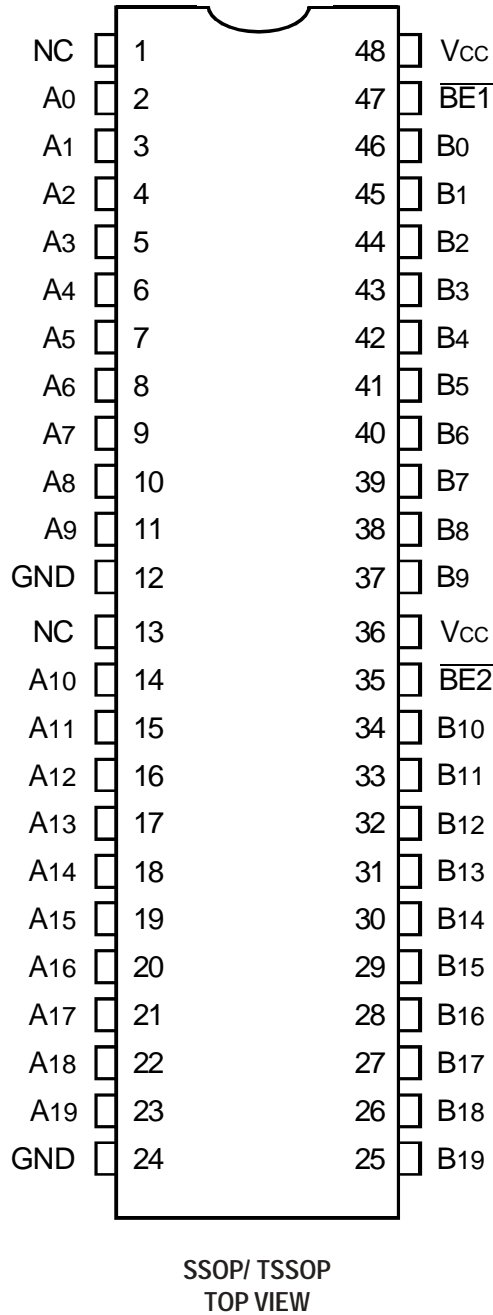 NC 1 48 Vcc
A0 2 47 BE1
A1 3 46 B0
A2 4 45 B1
A3 5 44 B2
A4 6 43 B3
A5 7 42 B4
A6 8 41 B5
A7 9 40 B6
A8 10 39 B7
A9 11 38 B8
GND 12 37 B9
NC 13 36 Vcc
A10 14 35 BE2
A11 15 34 B10
A12 16 33 B11
A13 17 32 B12
A14 18 31 B13
A15 19 30 B14
A16 20 29 B15
A17 21 28 B16
A18 22 27 B17
A19 23 26 B18
GND 24 25 B19
SSOP/ TSSOP
TOP VIEW